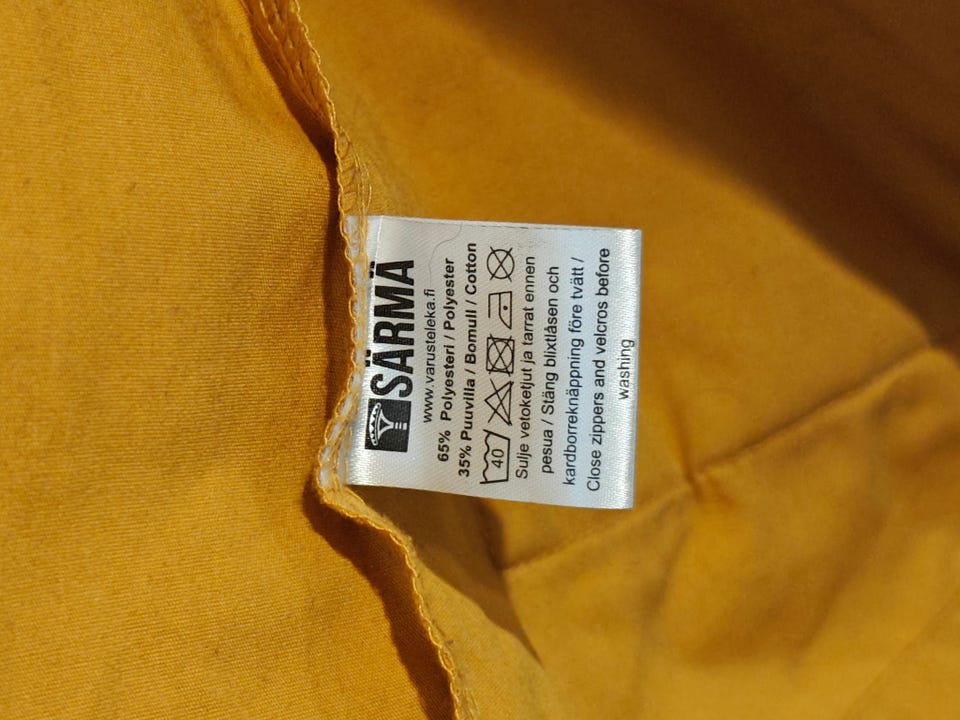 SÄRMÄ
www.varusteleka.fi
65% Polyesteri / Polyester
35% Puuvilla / Bomull / Cotton
40
Sulje vetoketjut ja tarrat ennen
pesua / Stäng blixtlåsen och
kardborreknäppning före tvätt /
Close zippers and velcros before
washing